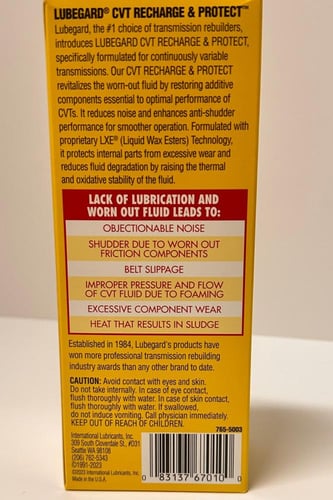 LUBEGARD® CVT RECHARGE & PROTECT™
Lubegard, the #1 choice of transmission rebuilders,
introduces LUBEGARD CVT RECHARGE & PROTECT,
specifically formulated for continuously variable
transmissions. Our CVT RECHARGE & PROTECT
revitalizes the worn-out fluid by restoring additive
components essential to optimal performance of
CVTs. It reduces noise and enhances anti-shudder
performance for smoother operation. Formulated with
proprietary LXE® (Liquid Wax Esters) Technology,
it protects internal parts from excessive wear and
reduces fluid degradation by raising the thermal
and oxidative stability of the fluid.
LACK OF LUBRICATION AND
WORN OUT FLUID LEADS TO:
OBJECTIONABLE NOISE
SHUDDER DUE TO WORN OUT
FRICTION COMPONENTS
BELT SLIPPAGE
IMPROPER PRESSURE AND FLOW
OF CVT FLUID DUE TO FOAMING
EXCESSIVE COMPONENT WEAR
HEAT THAT RESULTS IN SLUDGE
Established in 1984, Lubegard's products have
won more professional transmission rebuilding
industry awards than any other brand to date.
CAUTION: Avoid contact with eyes and skin.
Do not take internally. In case of eye contact,
flush thoroughly with water. In case of skin contact,
flush thoroughly with water. If swallowed,
do not induce vomiting. Call physician immediately.
KEEP OUT OF REACH OF CHILDREN.
765-5003
International Lubricants, Inc.
309 South Cloverdale St., #D31
Seattle WA 98108
(206) 762-5343
©1991-2023
©2023 International Lubricants, Inc.
Made in the U.S.A.
0 83137 67010 0